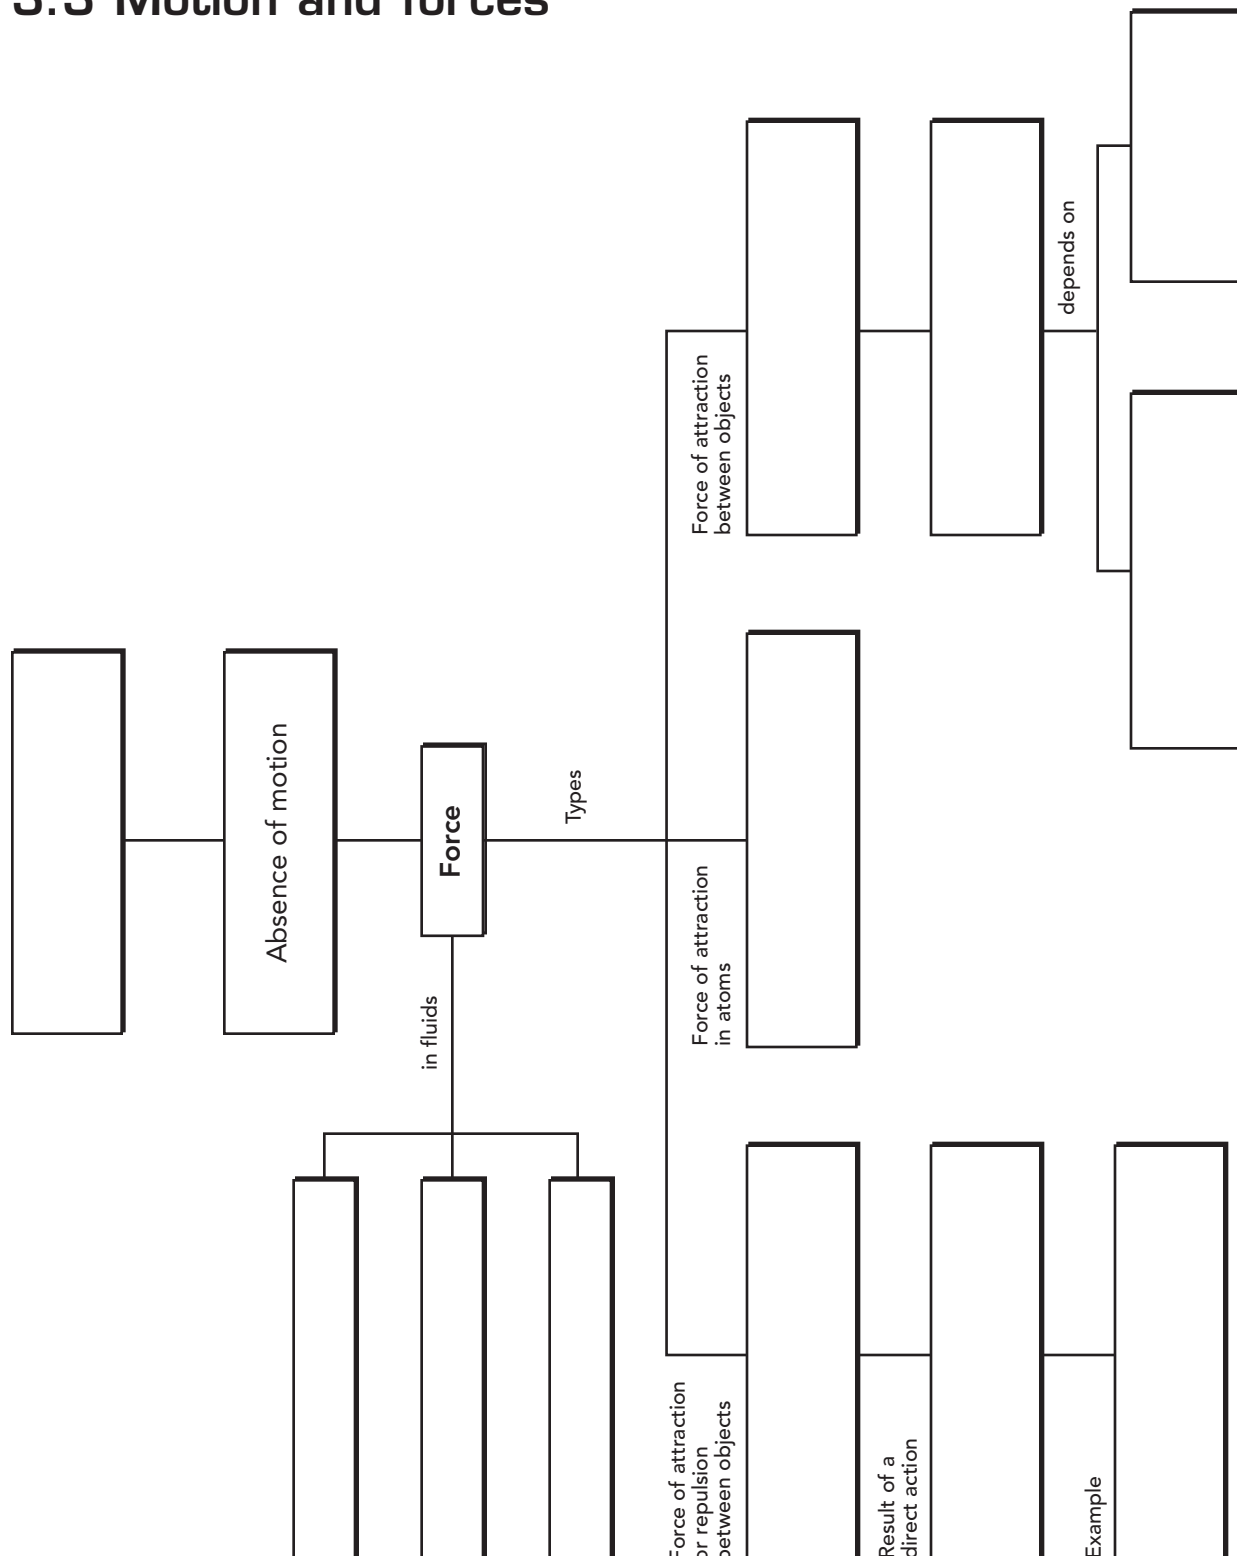 3.3 Motion and forces
Absence of motion
Force
in fluids
Types
Force of attraction
or repulsion
between objects
Force of attraction
in atoms
Force of attraction
between objects
Result of a
direct action
depends on
Example